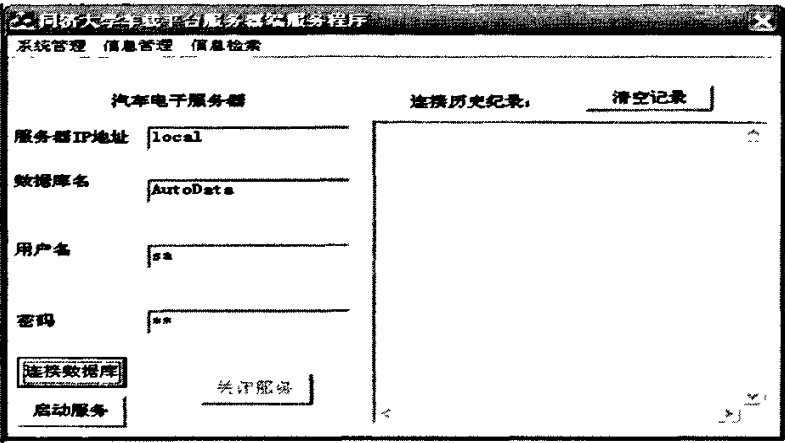 同济大学车载平台服务器端服务程序
系统管理 信息管理 信息检索
汽车电子服务器
连接历史纪录:
清空记录
服务器IP地址 local
数据库名 AutoData
用户名 sa
密码 **
连接数据库
关闭服务
启动服务